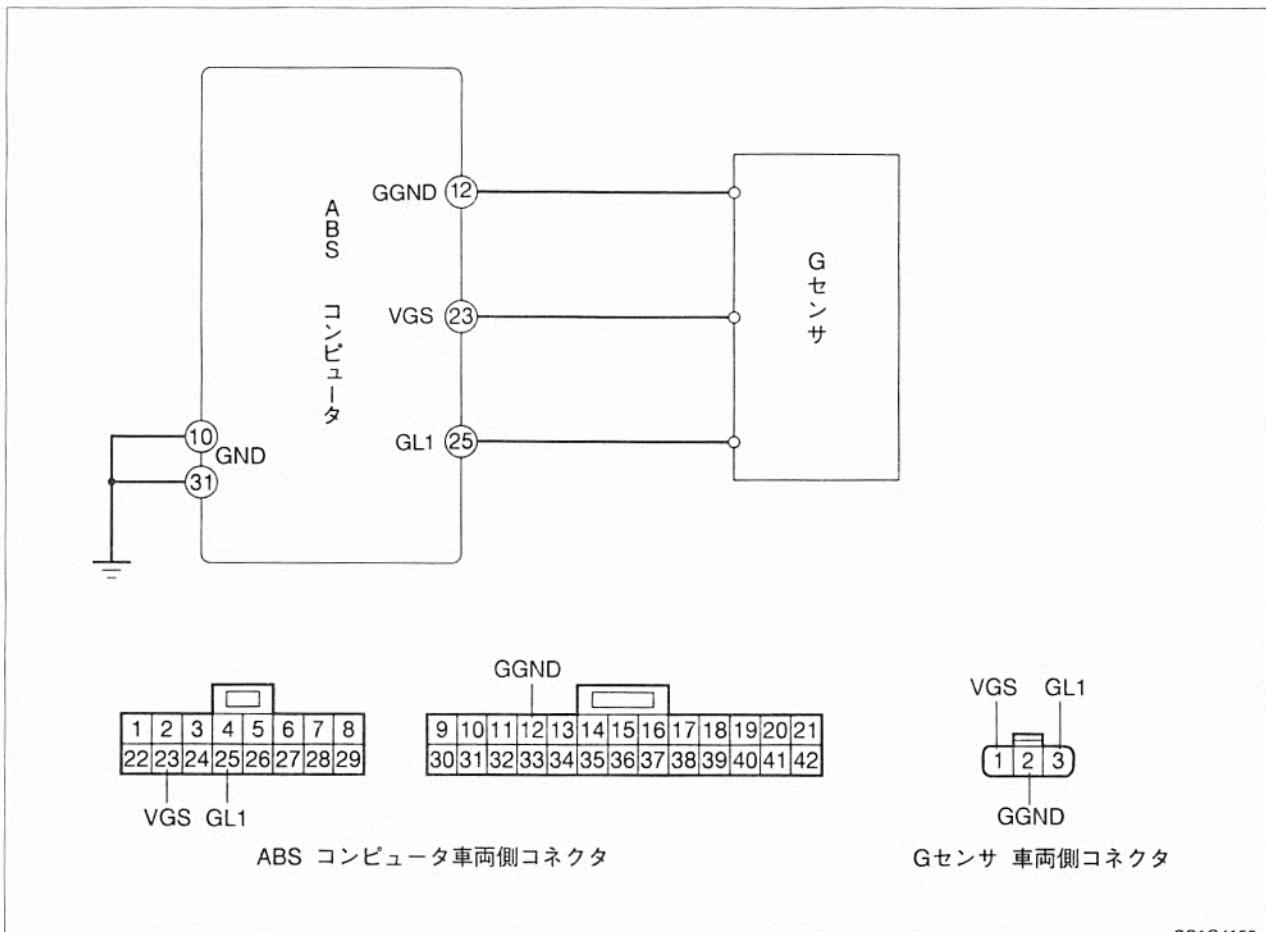 ABS コンピュータ
GGND 12
VGS 23
GL1 25
10
GND
31
Gセンサ
GGND
1 2 3 4 5 6 7 8
22 23 24 25 26 27 28 29
VGS GL1
9 10 11 12 13 14 15 16 17 18 19 20 21
30 31 32 33 34 35 36 37 38 39 40 41 42
ABS コンピュータ車両側コネクタ
VGS GL1
1 2 3
GGND
Gセンサ 車両側コネクタ